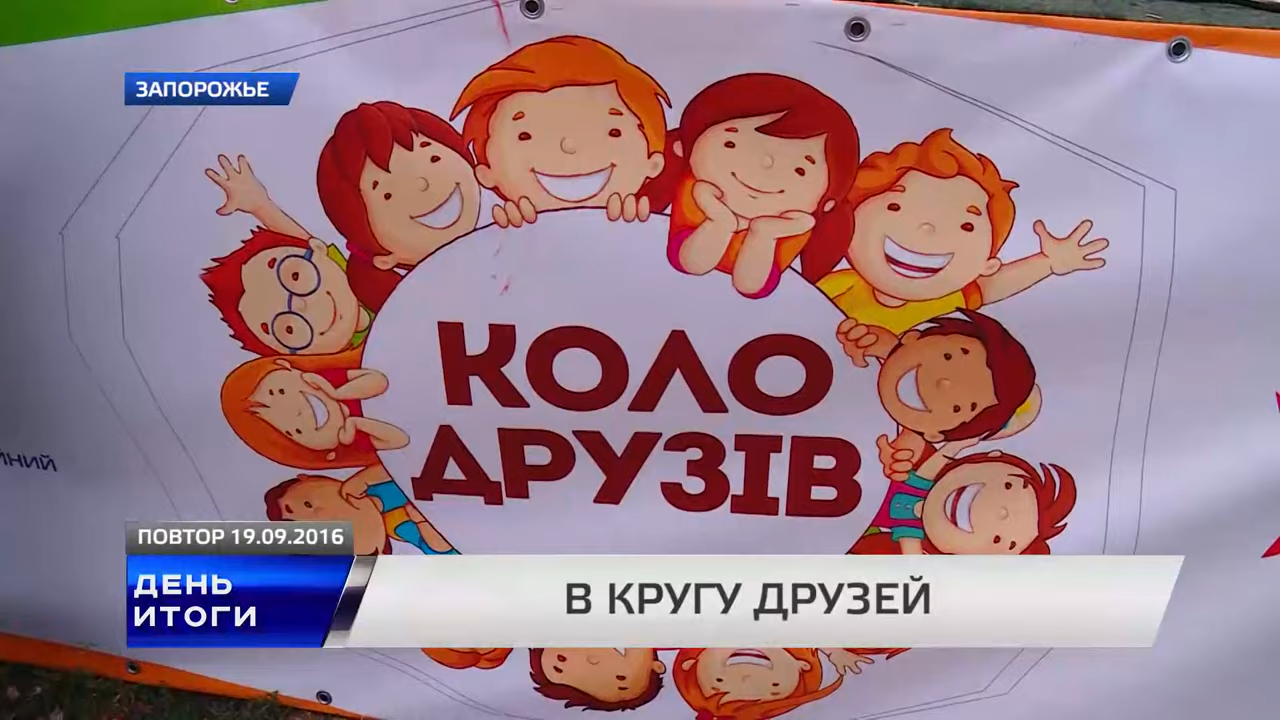 ЗАПОРОЖЬЕ
КОЛО
ДРУЗІВ
ПОВТОР 19.09.2016
ДЕНЬ
ИТОГИ
В КРУГУ ДРУЗЕЙ